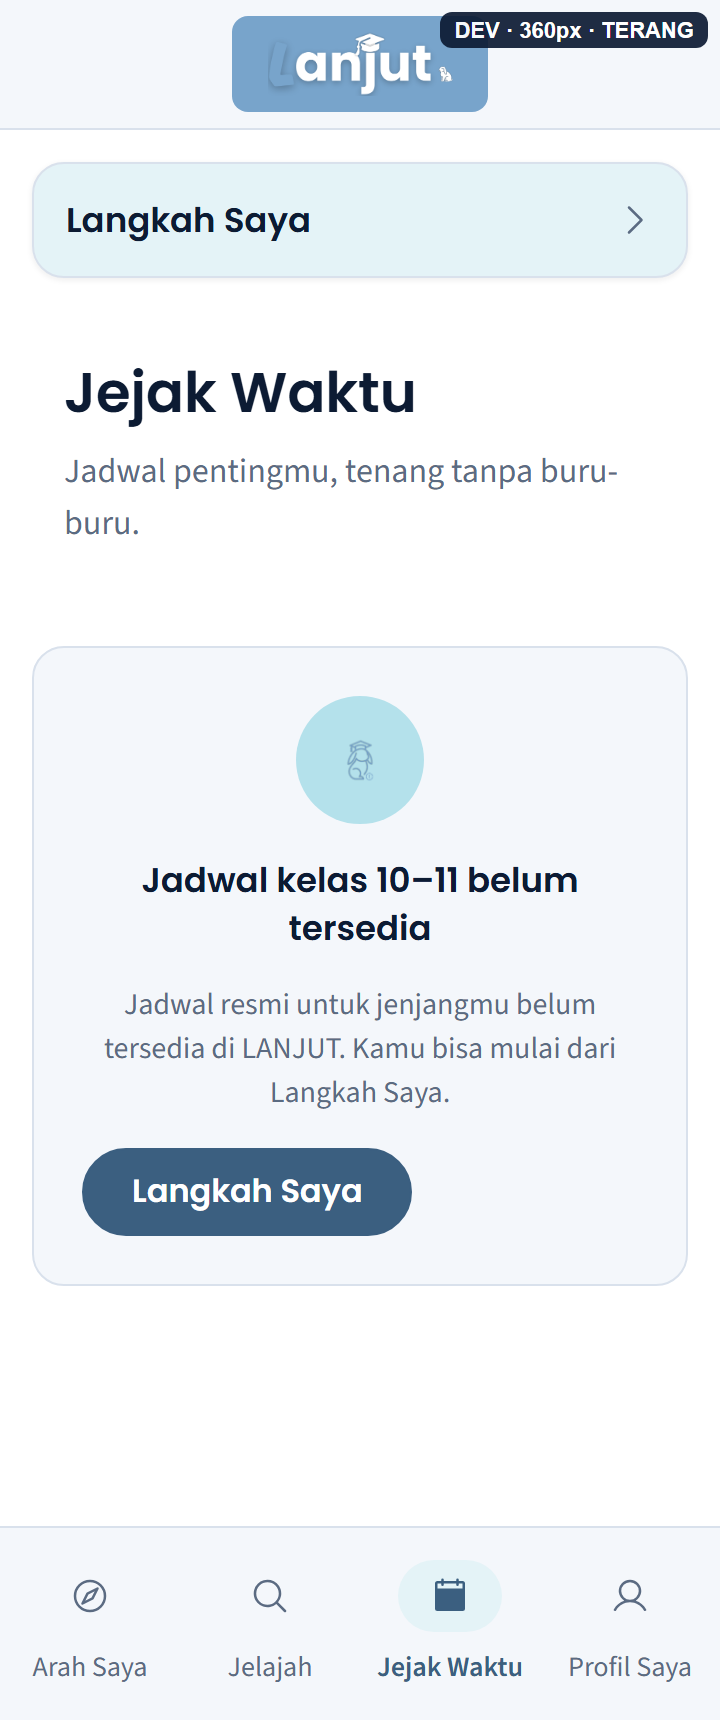 Lanjut
DEV · 360px · TERANG
Langkah Saya
Jejak Waktu
Jadwal pentingmu, tenang tanpa buru-
buru.
Jadwal kelas 10–11 belum
tersedia
Jadwal resmi untuk jenjangmu belum
tersedia di LANJUT. Kamu bisa mulai dari
Langkah Saya.
Langkah Saya
Arah Saya
Jelajah
Jejak Waktu
Profil Saya